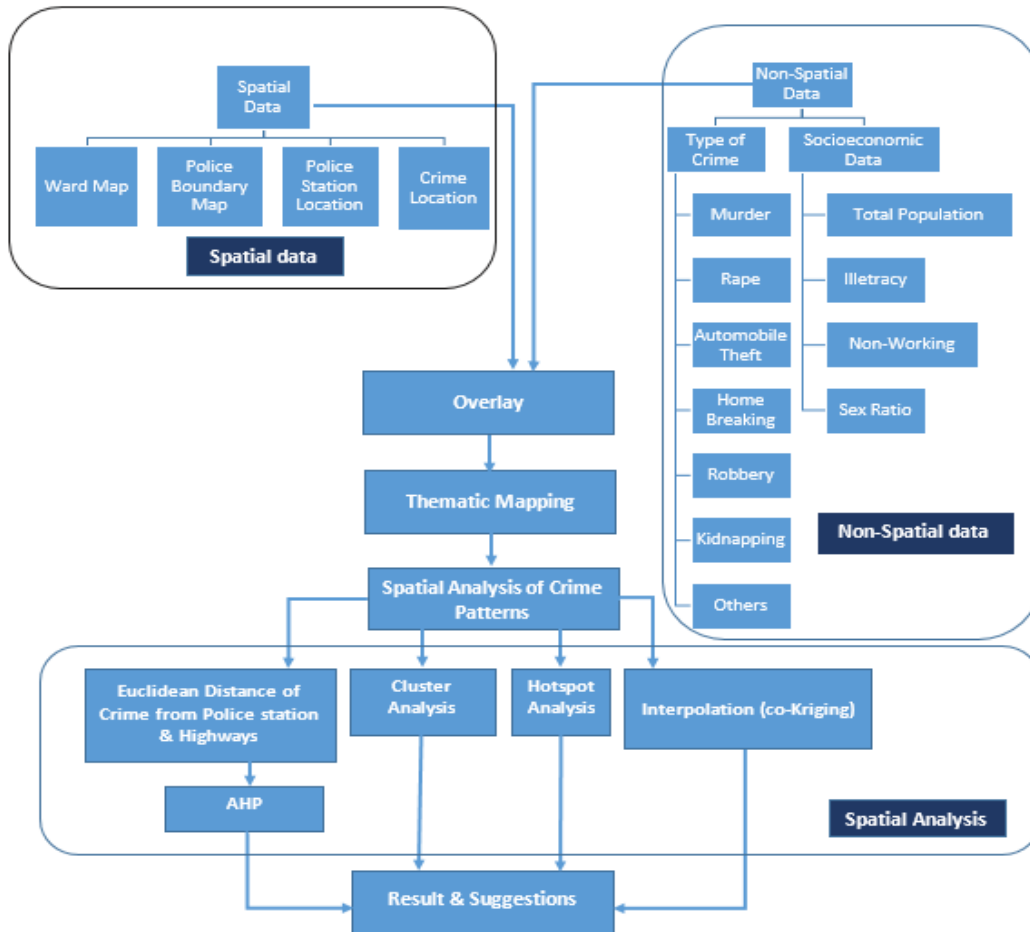 Spatial
Data
Ward Map
Police
Boundary
Map
Police
Station
Location
Crime
Location
Spatial data
Non-Spatial
Data
Type of
Crime
Socioeconomic
Data
Murder
Rape
Automobile
Theft
Home
Breaking
Robbery
Kidnapping
Others
Total Population
Illetracy
Non-Working
Sex Ratio
Non-Spatial data
Overlay
Thematic Mapping
Spatial Analysis of Crime
Patterns
Euclidean Distance of
Crime from Police station
& Highways
Cluster
Analysis
Hotspot
Analysis
Interpolation (co-Kriging)
AHP
Spatial Analysis
Result & Suggestions